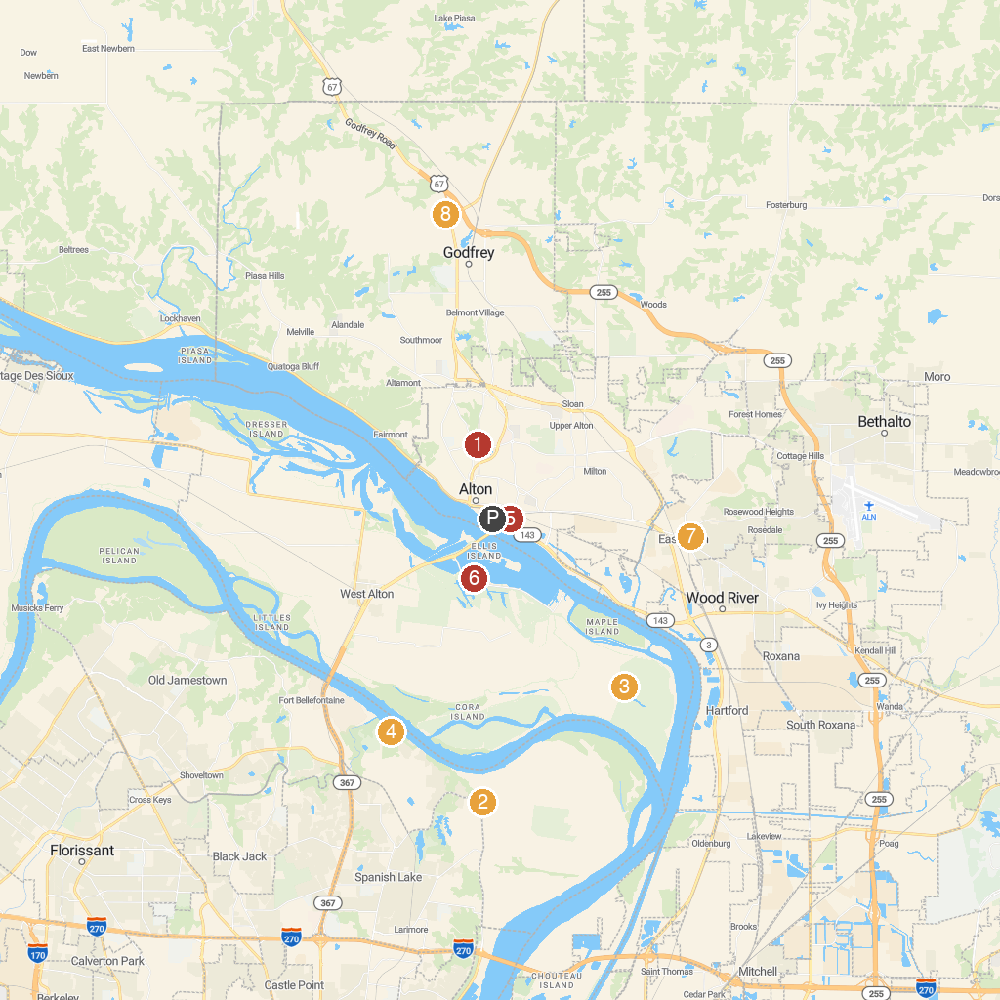 Lake Piasa
East Newbern
Dow
Newbern
67
Godfrey Road
67
8
Fosterburg
Dors
Godfrey
Beltrees
Piasa Hills
255
Woods
Belmont Village
Lockhaven
Alandale
Melville
Southmoor
PIASA
ISLAND
255
Quatoga Bluff
tage Des Sioux
Altamont
Moro
Sloan
Forest Homes
Bethalto
DRESSER
ISLAND
Fairmont
Upper Alton
1
Cottage Hills
Milton
Meadowbroo
Alton
ALN
P
5
Rosewood Heights
143
7
East
Rosedale
255
ELLIS
ISLAND
PELICAN
ISLAND
6
West Alton
Wood River
Musicks Ferry
Ivy Heights
LITTLES
ISLAND
MAPLE
ISLAND
143
3
Kendall Hill
Roxana
Old Jamestown
255
3
Fort Bellefontaine
Wanda
CORA
ISLAND
Hartford
South Roxana
4
Shoveltown
367
Cross Keys
2
255
Oldenburg
Lakeview
Poag
Florissant
Black Jack
Spanish Lake
367
270
Larimore
Brooks
270
170
270
Calverton Park
Saint Thomas
Mitchell
CHOUTEAU
ISLAND
Castle Point
270
255
Cedar Park
Berkeley